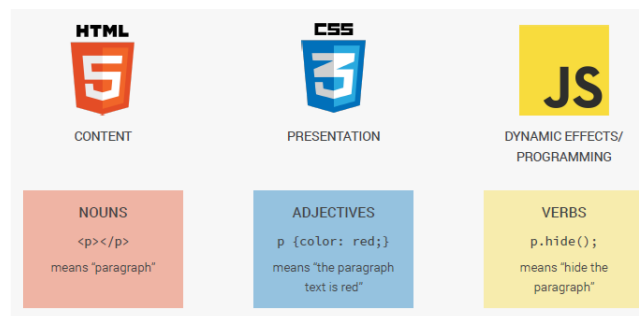 HTML
5
CONTENT
NOUNS
<p></p>
means “paragraph”
CSS
3
PRESENTATION
ADJECTIVES
p {color: red;}
means “the paragraph
text is red”
JS
DYNAMIC EFFECTS/
PROGRAMMING
VERBS
p.hide();
means “hide the
paragraph”